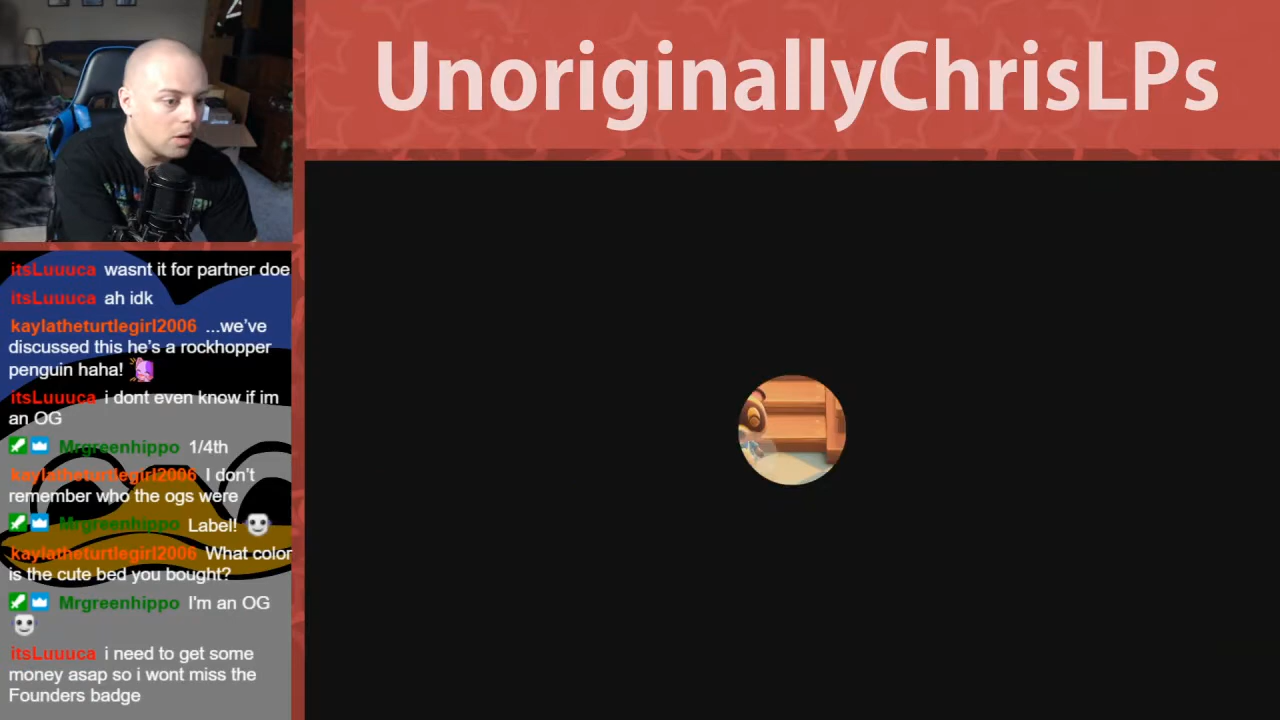 UnoriginallyChrisLPs
itsLuuuca wasnt it for partner doe
itsLuuuca ah idk
kaylatheturtlegirl2006 ...we've
discussed this he's a rockhopper
penguin haha!
itsLuuuca i dont even know if im
an OG
Mrgreenhippo 1/4th
kaylatheturtlegirl2006 I don't
remember who the ogs were
Mrgreenhippo Label!
kaylatheturtlegirl2006 What color
is the cute bed you bought?
Mrgreenhippo I'm an OG
itsLuuuca i need to get some
money asap so i wont miss the
Founders badge